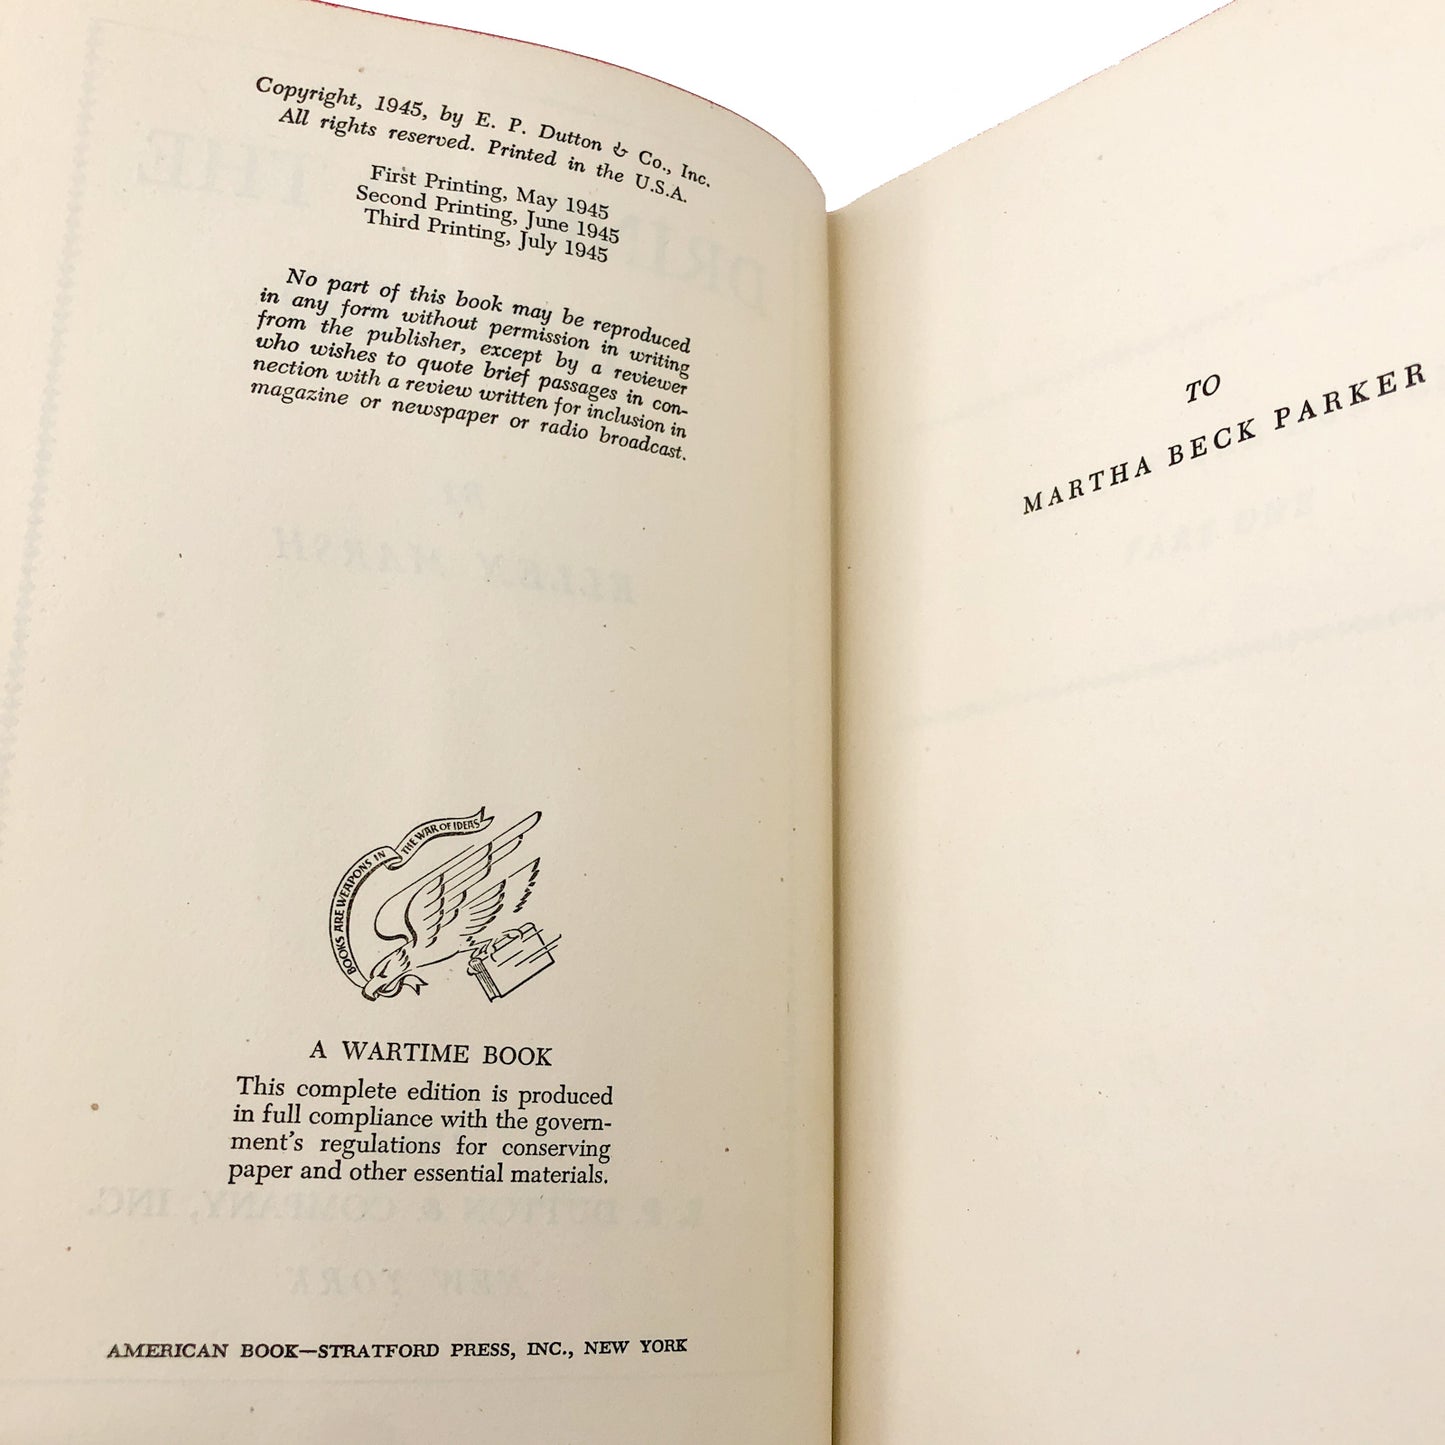 Copyright, 1945, by E. P. Dutton & Co., Inc.
All rights reserved. Printed in the U.S.A.
First Printing, May 1945
Second Printing, June 1945
Third Printing, July 1945
No part of this book may be reproduced
in any form without permission in writing
from the publisher, except by a reviewer
who wishes to quote brief passages in con-
nection with a review written for inclusion in
magazine or newspaper or radio broadcast.
BOOKS ARE WEAPONS IN THE WAR OF IDEAS
A WARTIME BOOK
This complete edition is produced
in full compliance with the govern-
ment's regulations for conserving
paper and other essential materials.
AMERICAN BOOK—STRATFORD PRESS, INC., NEW YORK
TO
MARTHA BECK PARKER